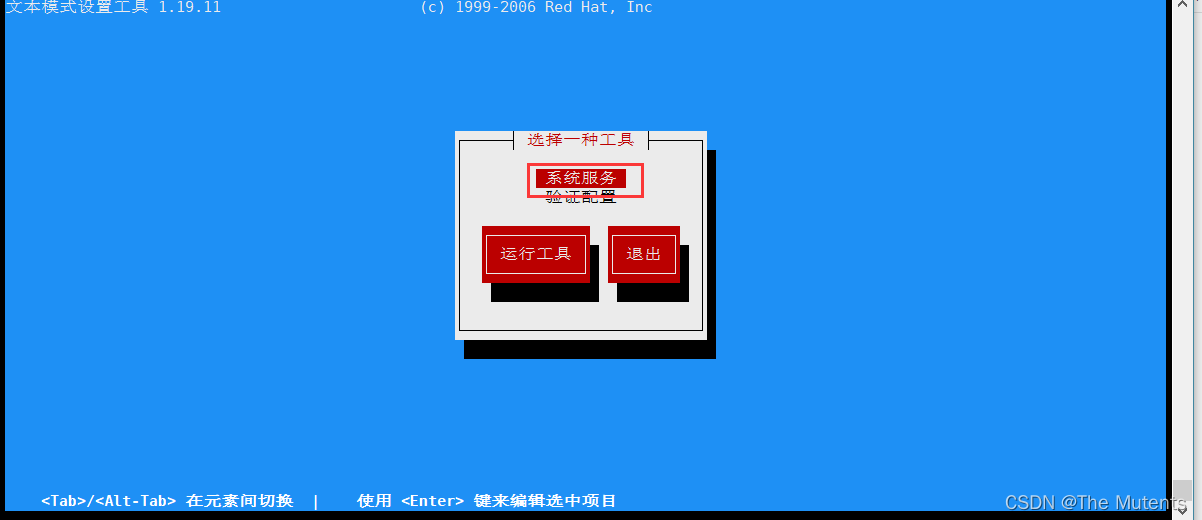 文本模式设置工具 1.19.11 (c) 1999-2006 Red Hat, Inc
选择一种工具
系统服务
验证配置
运行工具 退出
<Tab>/<Alt-Tab> 在元素间切换 | 使用 <Enter> 键来编辑选中项目
CSDN @The Mutents